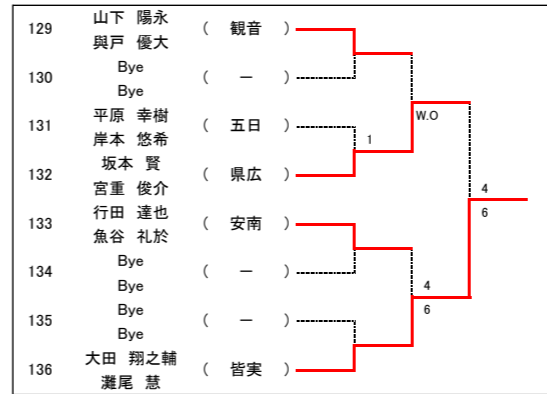 山下 陽永
129 ( 観音 )
與戸 優大
Bye
130 ( ー )
Bye
平原 幸樹
131 ( 五日 )
岸本 悠希
1
W.O
坂本 賢
132 ( 県広 )
宮重 俊介
4
6
行田 達也
133 ( 安南 )
魚谷 礼於
Bye
134 ( ー )
Bye
4
6
Bye
135 ( ー )
Bye
大田 翔之輔
136 ( 皆実 )
灘尾 慧